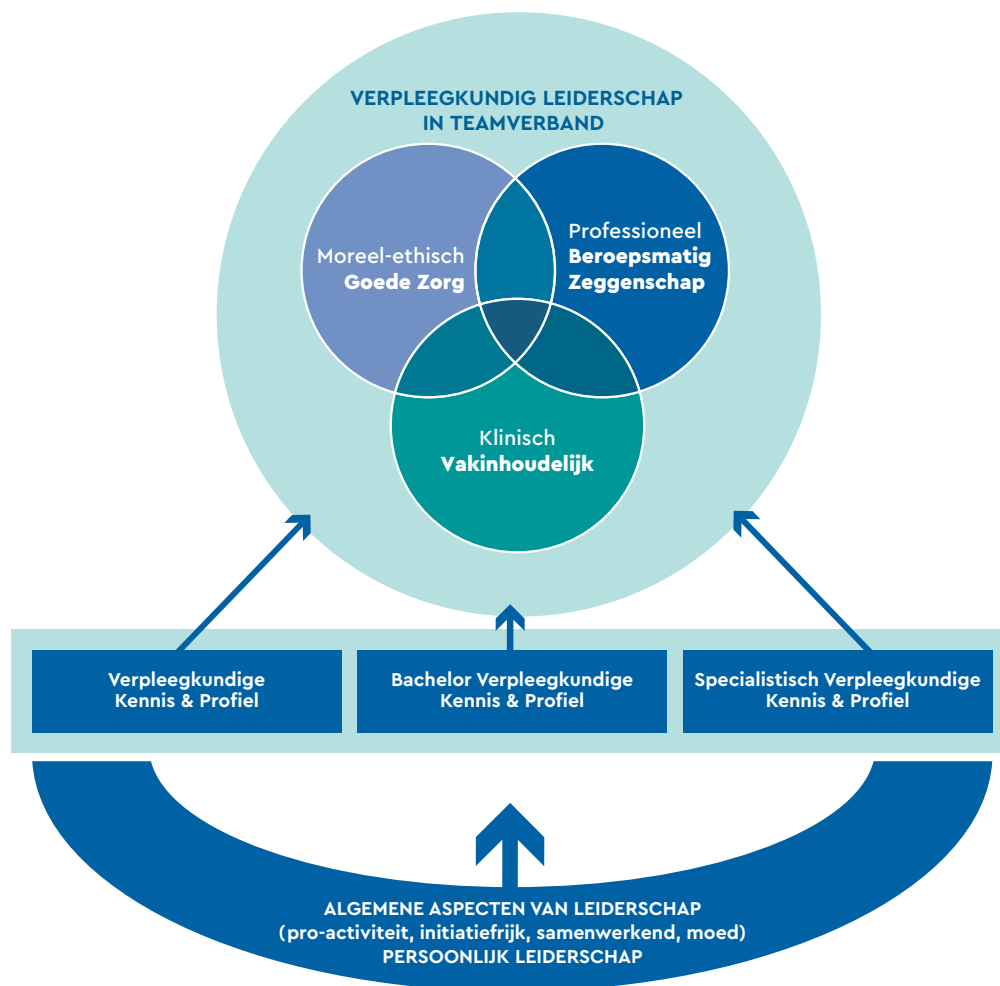 VERPLEEGKUNDIG LEIDERSCHAP
IN TEAMVERBAND
Moreel-ethisch
Goede Zorg
Professioneel
Beroepsmatig
Zeggenschap
Klinisch
Vakinhoudelijk
Verpleegkundige
Kennis & Profiel
Bachelor Verpleegkundige
Kennis & Profiel
Specialistisch Verpleegkundige
Kennis & Profiel
ALGEMENE ASPECTEN VAN LEIDERSCHAP
(pro-activiteit, initiatiefrijk, samenwerkend, moed)
PERSOONLIJK LEIDERSCHAP